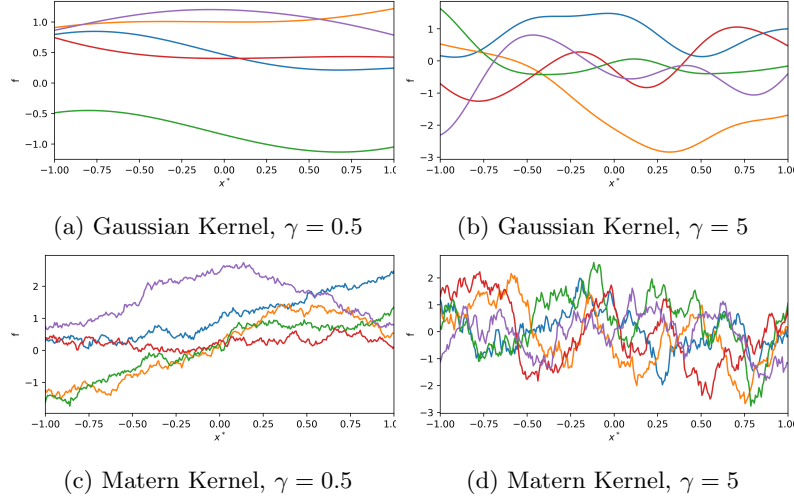 1.0
0.5
0.0
−0.5
−1.0
f
−1.00 −0.75 −0.50 −0.25 0.00 0.25 0.50 0.75 1.00
x*
(a) Gaussian Kernel, γ = 0.5
1
0
−1
−2
−3
f
−1.00 −0.75 −0.50 −0.25 0.00 0.25 0.50 0.75 1.00
x*
(b) Gaussian Kernel, γ = 5
2
1
0
−1
f
−1.00 −0.75 −0.50 −0.25 0.00 0.25 0.50 0.75 1.00
x*
(c) Matern Kernel, γ = 0.5
2
1
0
−1
−2
−3
f
−1.00 −0.75 −0.50 −0.25 0.00 0.25 0.50 0.75 1.00
x*
(d) Matern Kernel, γ = 5